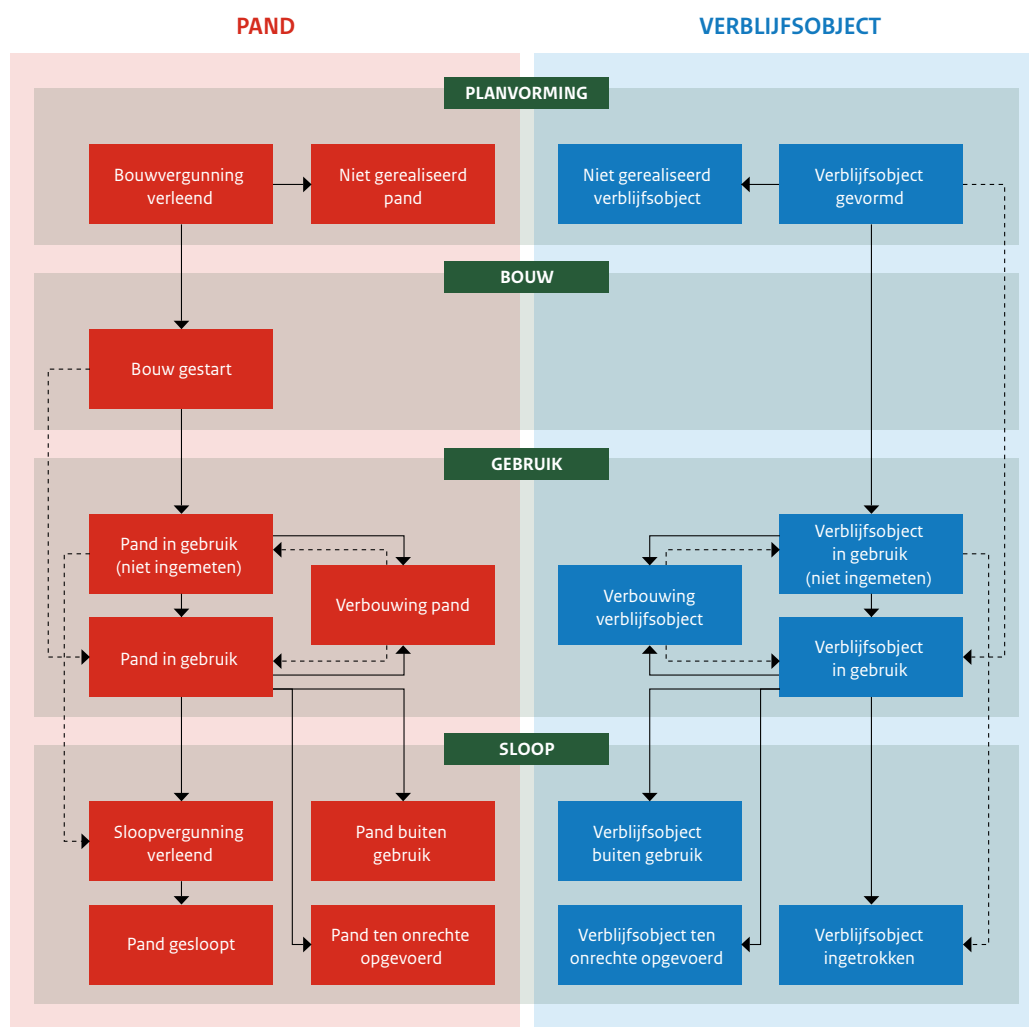 PAND
VERBLIJFSOBJECT
PLANVORMING
Bouwvergunning
verleend
Niet gerealiseerd
pand
Niet gerealiseerd
verblijfsobject
Verblijfsobject
gevormd
BOUW
Bouw gestart
GEBRUIK
Pand in gebruik
(niet ingemeten)
Verbouwing pand
Pand in gebruik
Verbouwing
verblijfsobject
Verblijfsobject
in gebruik
(niet ingemeten)
Verblijfsobject
in gebruik
SLOOP
Sloopvergunning
verleend
Pand buiten
gebruik
Verblijfsobject
buiten gebruik
Pand gesloopt
Pand ten onrechte
opgevoerd
Verblijfsobject ten
onrechte opgevoerd
Verblijfsobject
ingetrokken